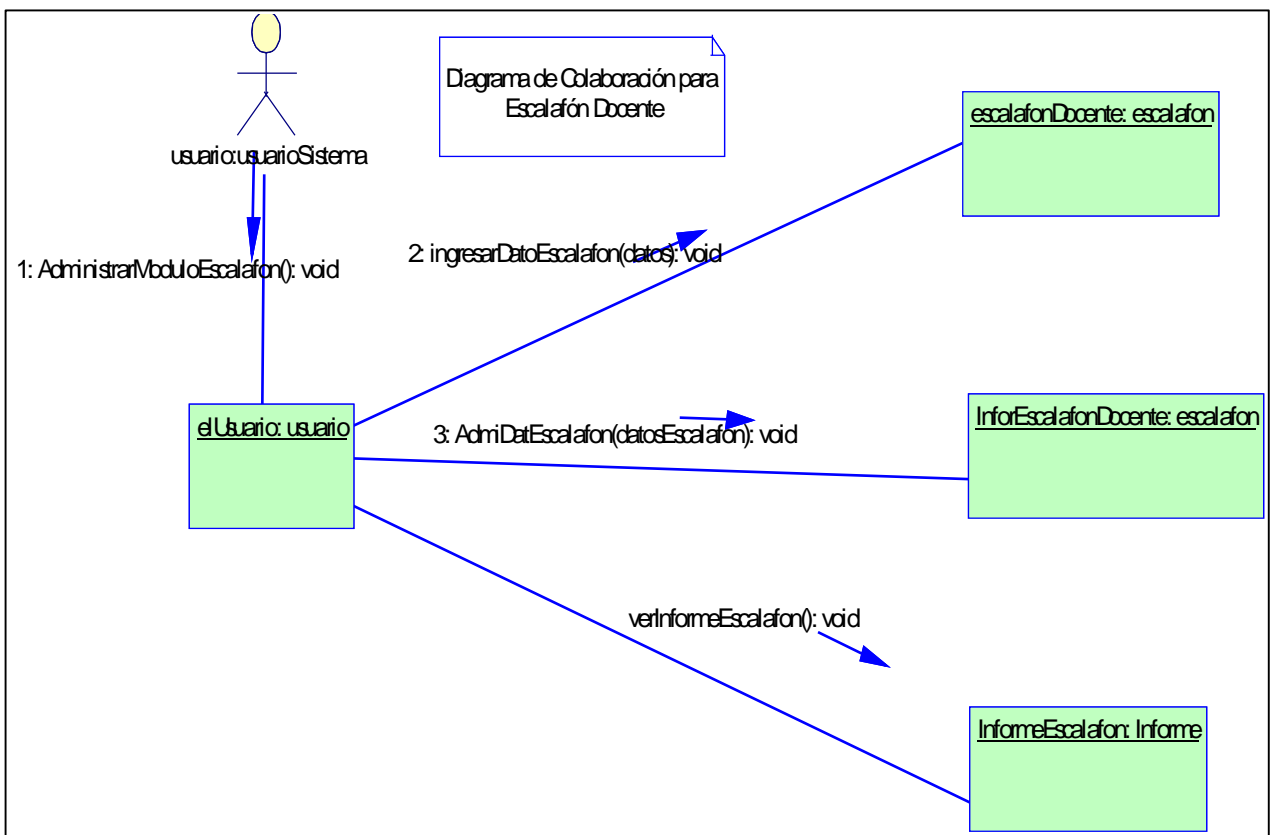 Diagrama de Colaboración para
Escalafón Docente
escalafonDocente: escalafon
usuario:usuarioSistema
2: ingresarDatoEscalafon(datos): void
1: AdministrarModuloEscalafon(): void
elUsuario: usuario
InforEscalafonDocente: escalafon
3: AdmiDatEscalafon(datosEscalafon): void
verInformeEscalafon(): void
InformeEscalafon: Informe